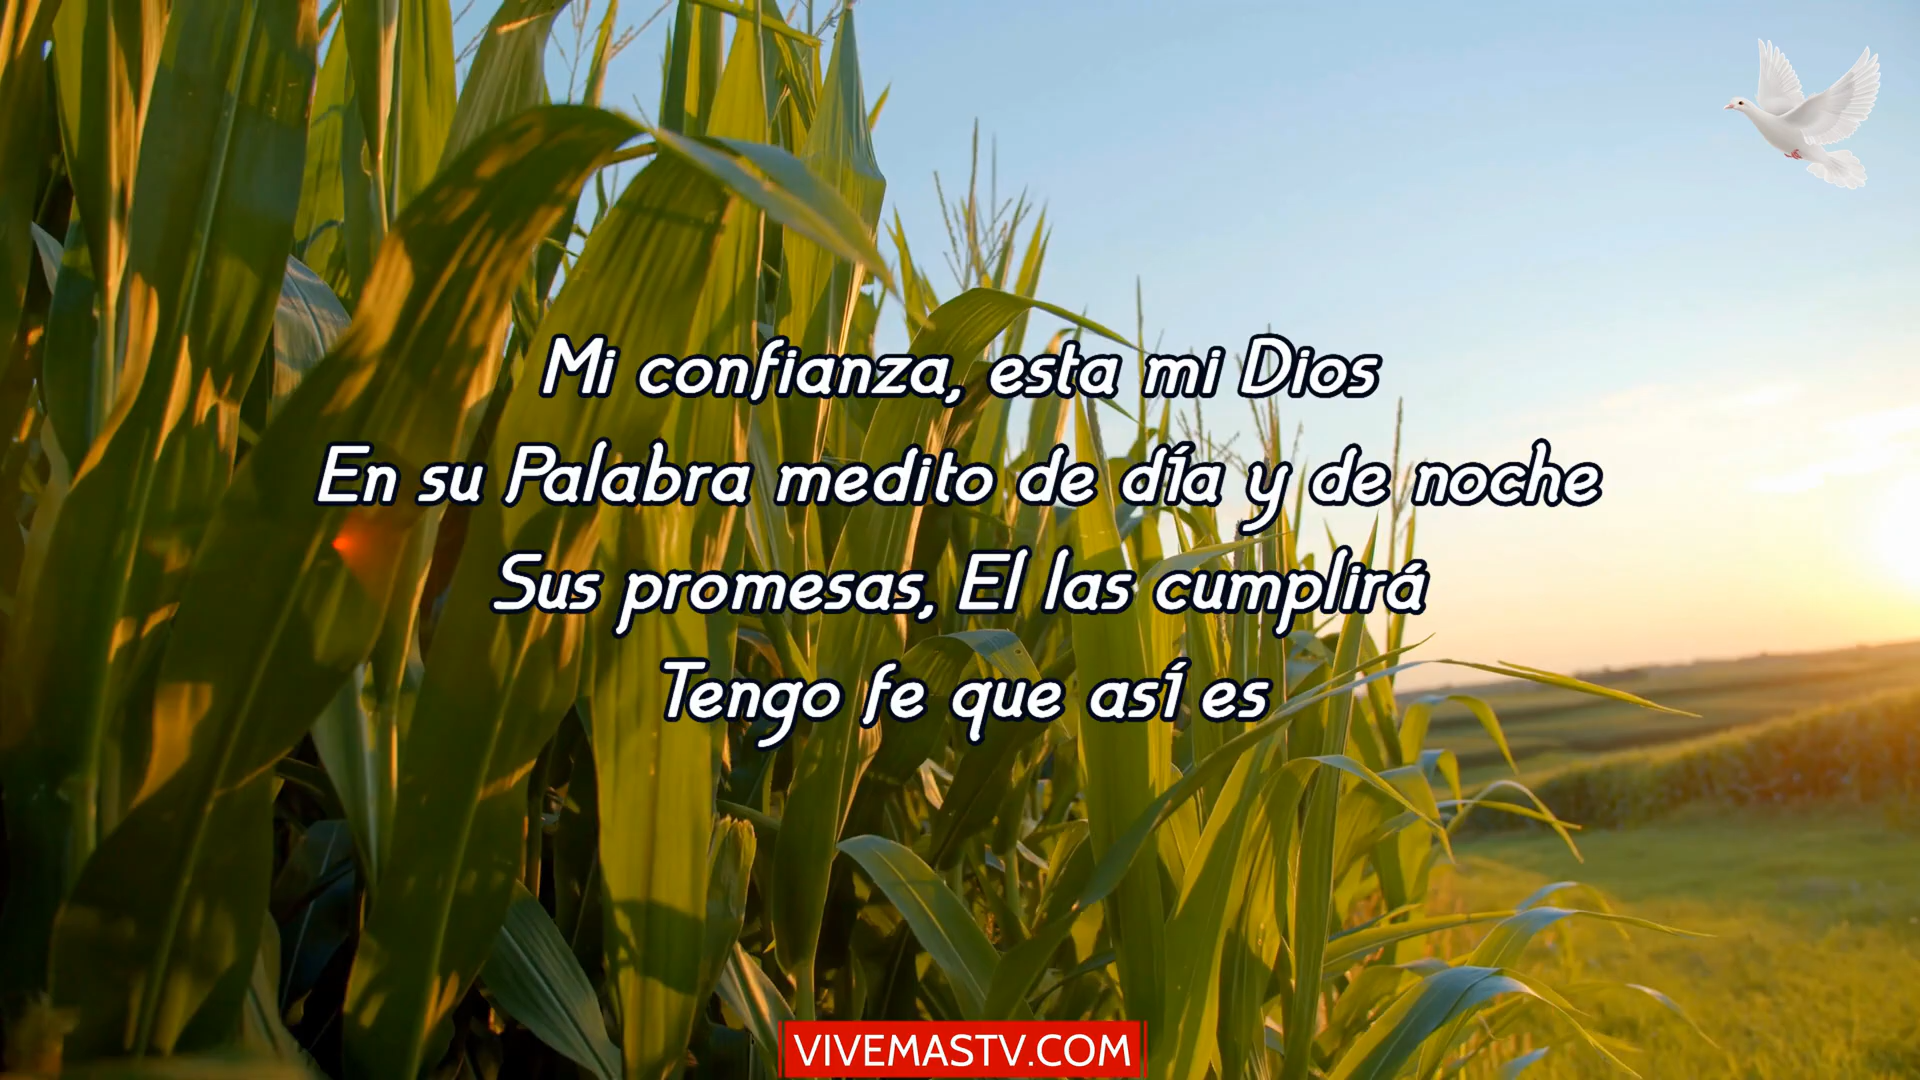 Mi confianza, esta mi Dios
En su Palabra medito de día y de noche
Sus promesas, El las cumplirá
Tengo fe que así es
VIVEMASTV.COM